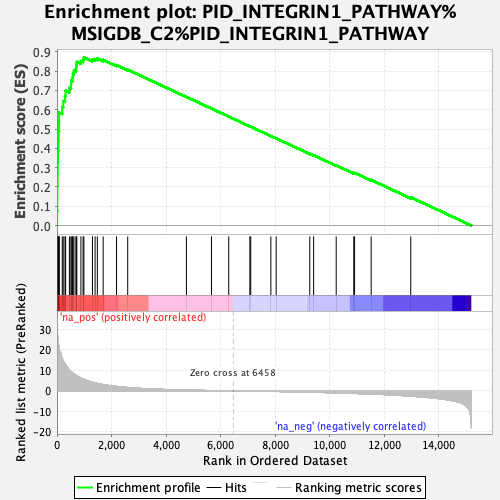 Enrichment plot: PID_INTEGRIN1_PATHWAY%
MSIGDB_C2%PID_INTEGRIN1_PATHWAY
Enrichment score (ES)
0.9
0.8
0.7
0.6
0.5
0.4
0.3
0.2
0.1
0.0
'na_pos' (positively correlated)
Ranked list metric (PreRanked)
30
20
10
0
-10
-20
Zero cross at 6458
'na_neg' (negatively correlated)
0
2,000
4,000
6,000
8,000
10,000
12,000
14,000
Rank in Ordered Dataset
Enrichment profile
Hits
Ranking metric scores